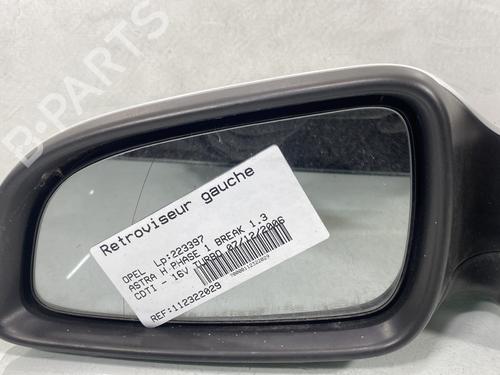 B-PARTS
Retroviseur gauche
OPEL Lp:223397
ASTRA H PHASE 1 BREAK 1.3
CDTI - 16V TURBO 07/12/2006
REF:112322029